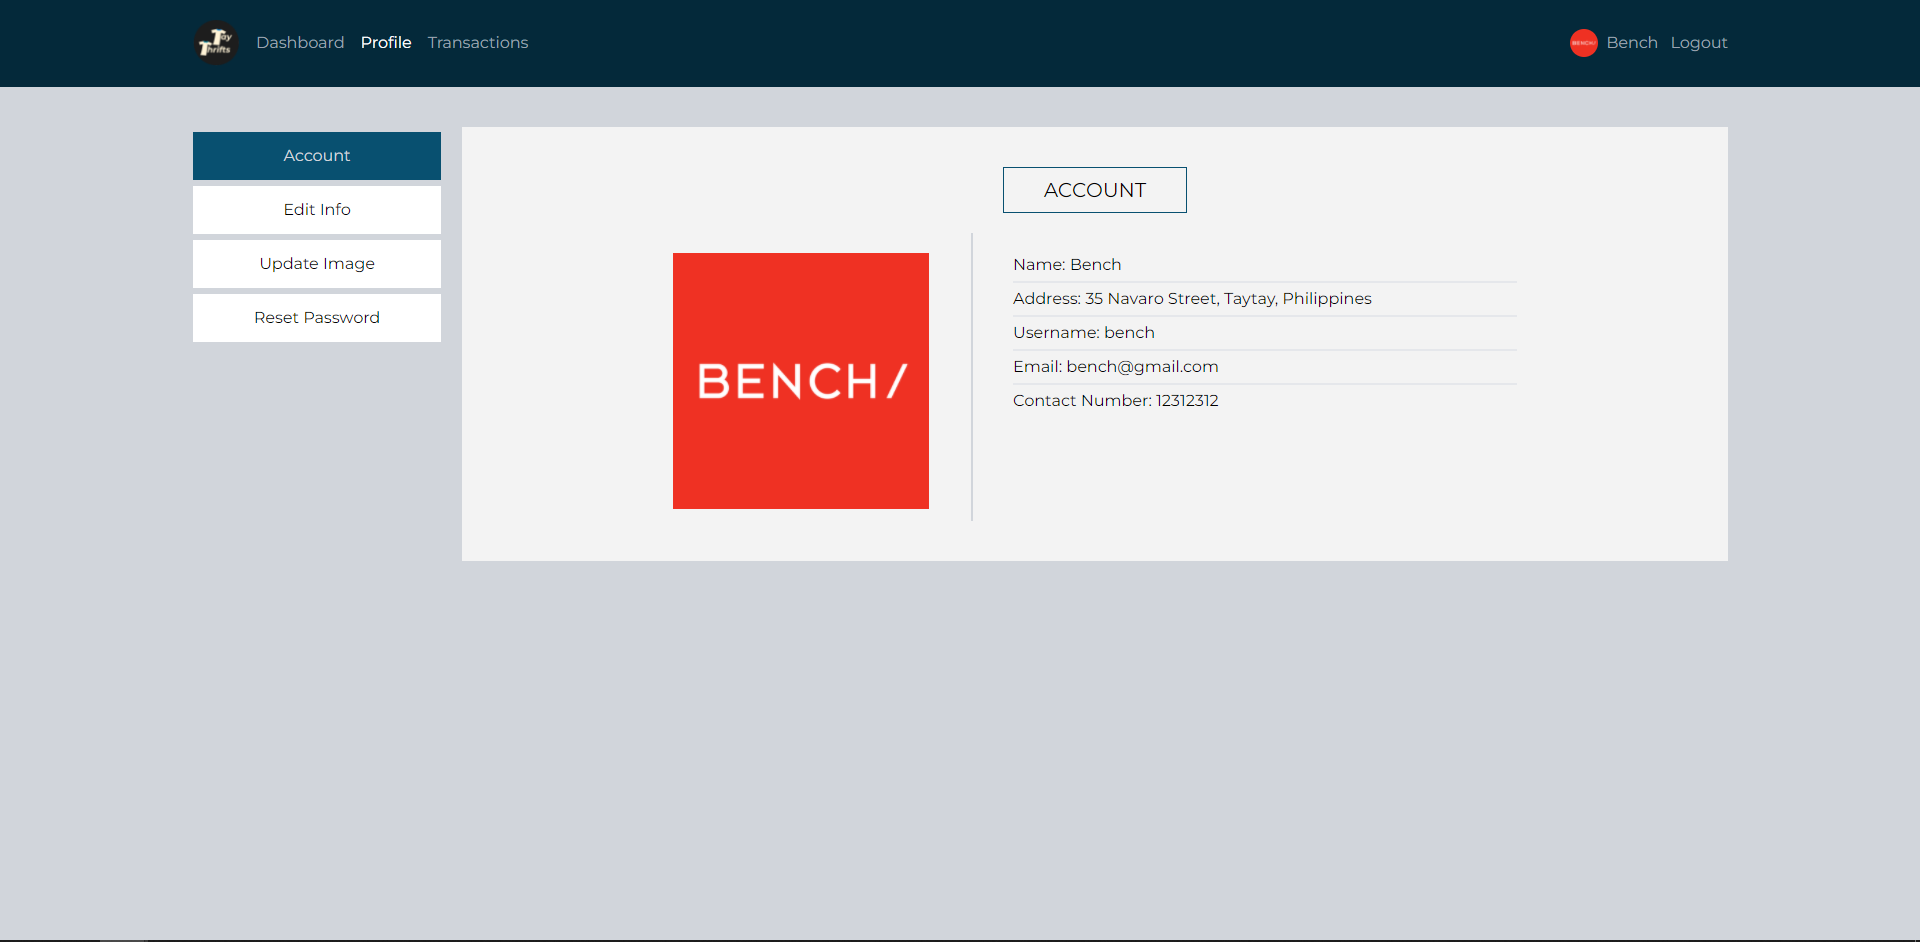 Tay
Thrifts
Dashboard Profile Transactions
BENCH/ Bench Logout
Account
Edit Info
Update Image
Reset Password
ACCOUNT
BENCH/
Name: Bench
Address: 35 Navaro Street, Taytay, Philippines
Username: bench
Email: bench@gmail.com
Contact Number: 12312312